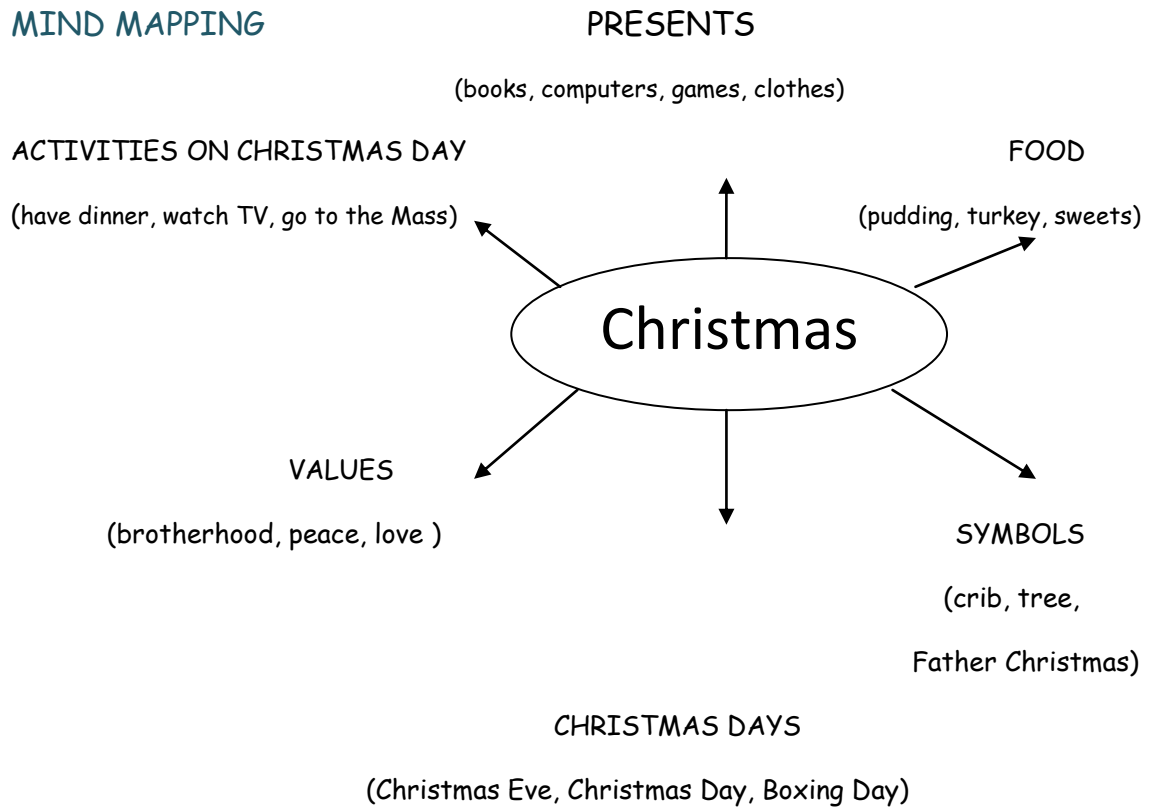 MIND MAPPING
PRESENTS
(books, computers, games, clothes)
ACTIVITIES ON CHRISTMAS DAY
FOOD
(have dinner, watch TV, go to the Mass)
(pudding, turkey, sweets)
Christmas
VALUES
(brotherhood, peace, love )
SYMBOLS
(crib, tree,
Father Christmas)
CHRISTMAS DAYS
(Christmas Eve, Christmas Day, Boxing Day)